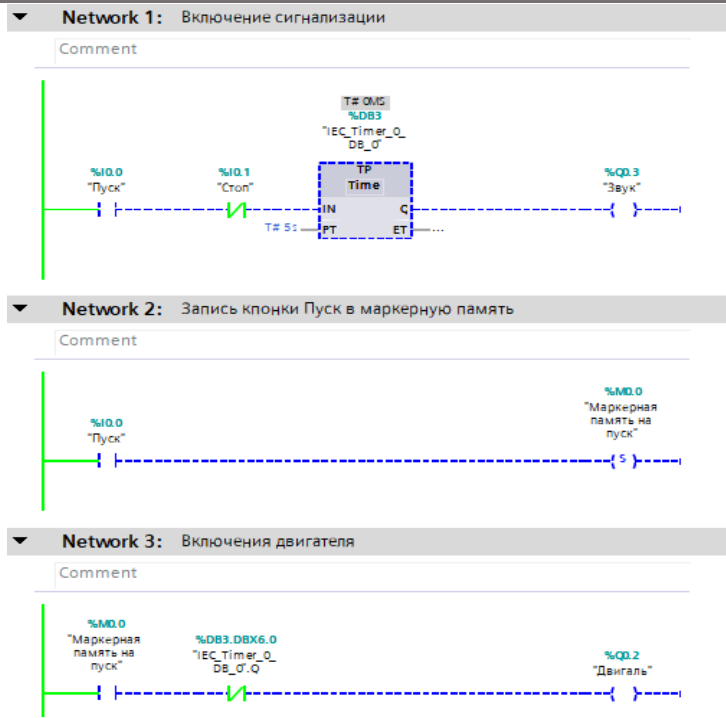 Network 1: Включение сигнализации
Comment
T# 0MS
%DB3
"IEC_Timer_0_
DB_0"
%I0.0
"Пуск"
%I0.1
"Стоп"
TP
Time
%Q0.3
"Звук"
IN
Q
T# 5s
PT
ET
...
Network 2: Запись кпонки Пуск в маркерную память
Comment
%M0.0
"Маркерная
память на
пуск"
%I0.0
"Пуск"
S
Network 3: Включения двигателя
Comment
%M0.0
"Маркерная
память на
пуск"
%DB3.DBX6.0
"IEC_Timer_0_
DB_0".Q
%Q0.2
"Двигаль"